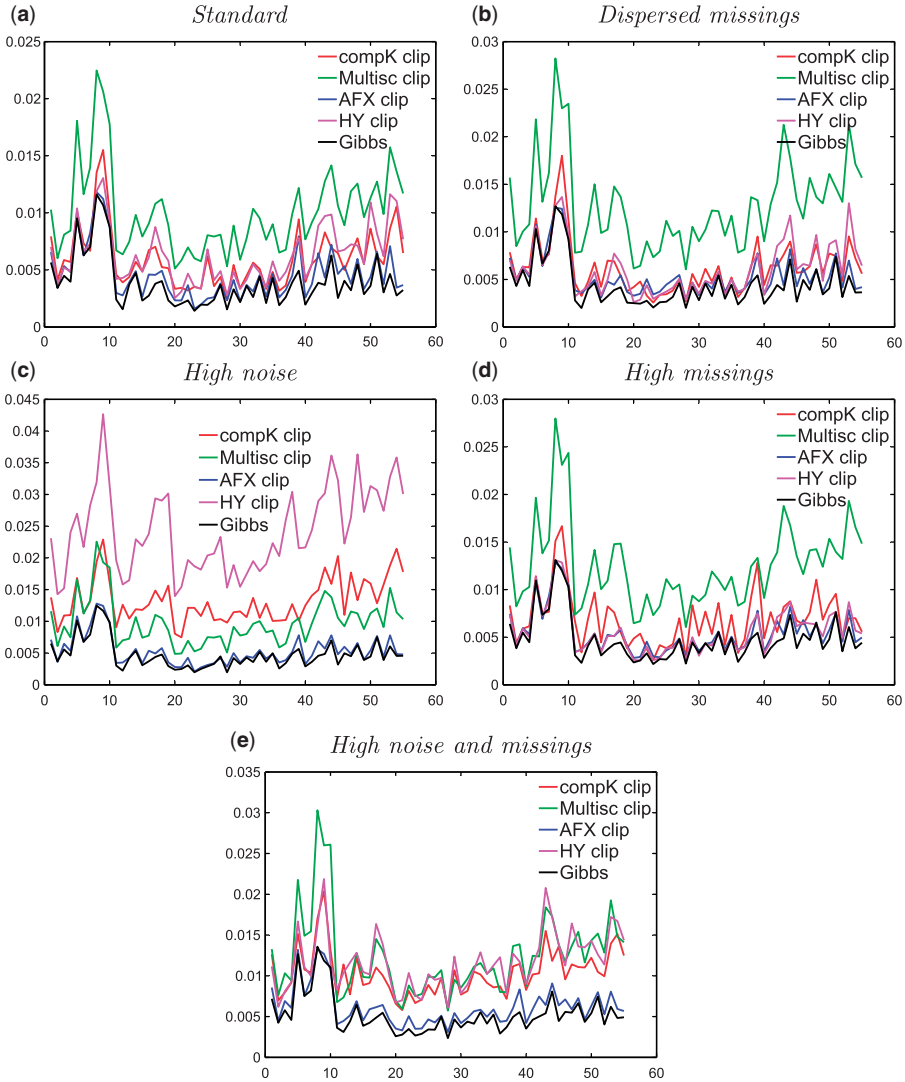 (a) Standard
0.025
0.02
0.015
0.01
0.005
0
0 10 20 30 40 50 60
compK clip
Multisc clip
AFX clip
HY clip
Gibbs
(b) Dispersed missings
0.03
0.025
0.02
0.015
0.01
0.005
0
0 10 20 30 40 50 60
compK clip
Multisc clip
AFX clip
HY clip
Gibbs
(c) High noise
0.045
0.04
0.035
0.03
0.025
0.02
0.015
0.01
0.005
0
0 10 20 30 40 50 60
compK clip
Multisc clip
AFX clip
HY clip
Gibbs
(d) High missings
0.03
0.025
0.02
0.015
0.01
0.005
0
0 10 20 30 40 50 60
compK clip
Multisc clip
AFX clip
HY clip
Gibbs
(e) High noise and missings
0.035
0.03
0.025
0.02
0.015
0.01
0.005
0
0 10 20 30 40 50 60
compK clip
Multisc clip
AFX clip
HY clip
Gibbs